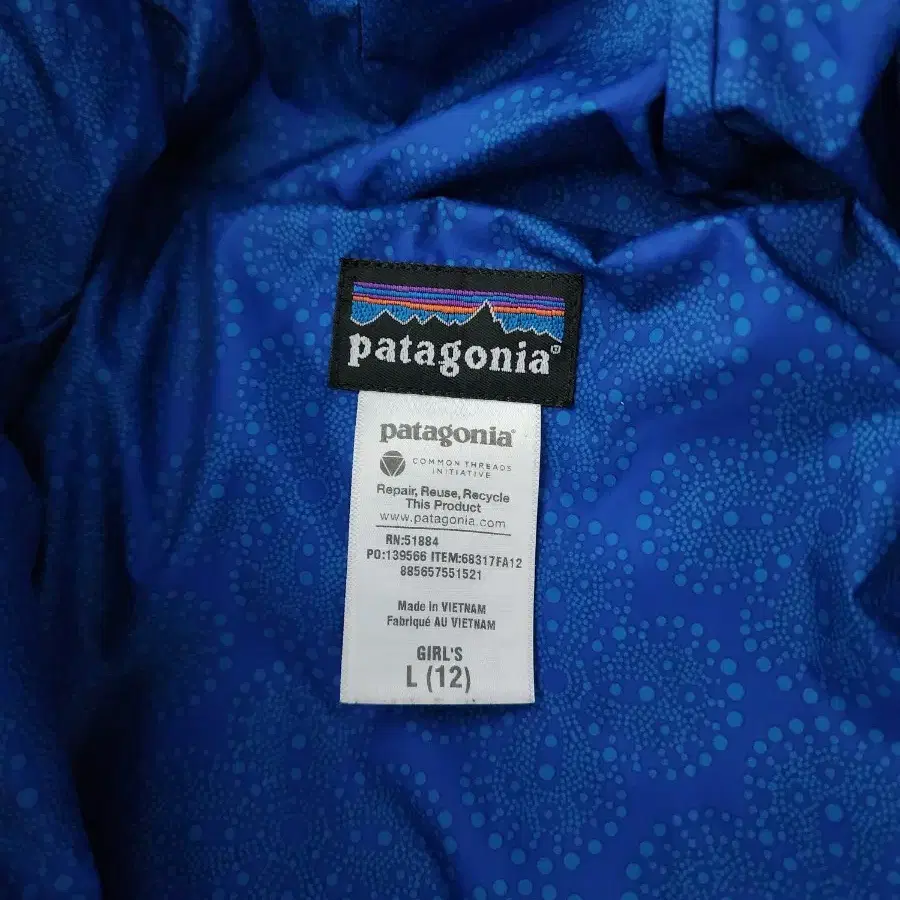 patagonia®
patagonia®
COMMON THREADS
INITIATIVE
Repair, Reuse, Recycle
This Product
www.patagonia.com
RN:51884
PO:139566 ITEM:68317FA12
885657551521
Made in VIETNAM
Fabriqué AU VIETNAM
GIRL'S
L (12)